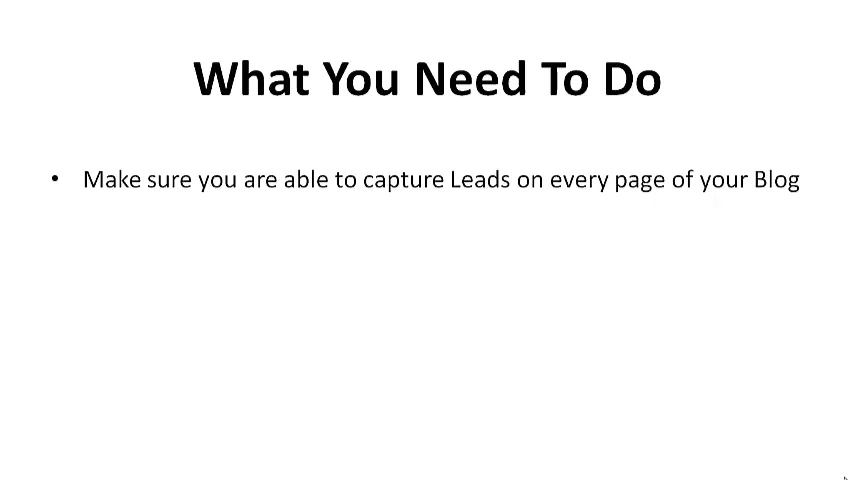 What You Need To Do
• Make sure you are able to capture Leads on every page of your Blog